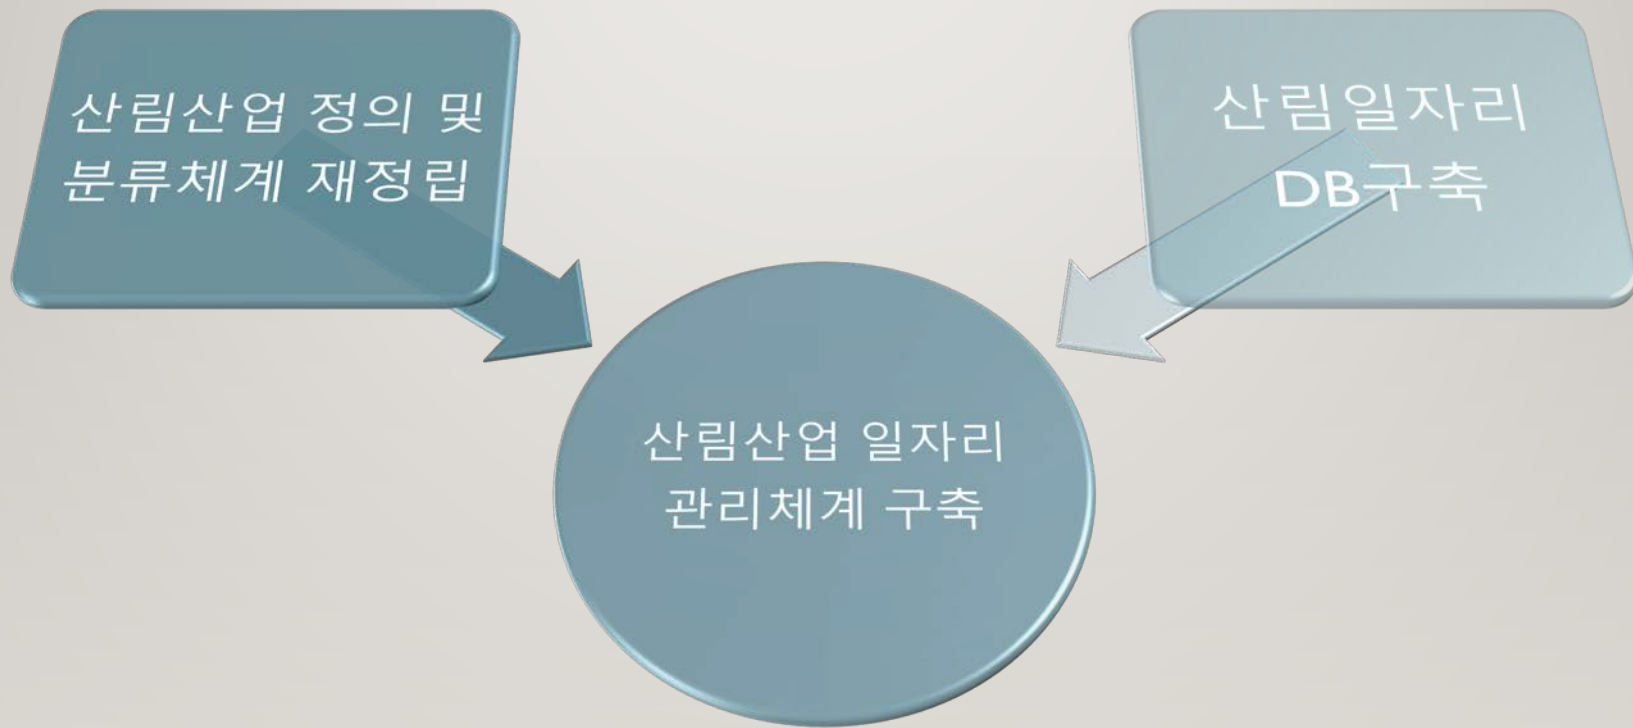 산림산업 정의 및
분류체계 재정립
산림일자리
DB구축
산림산업 일자리
관리체계 구축